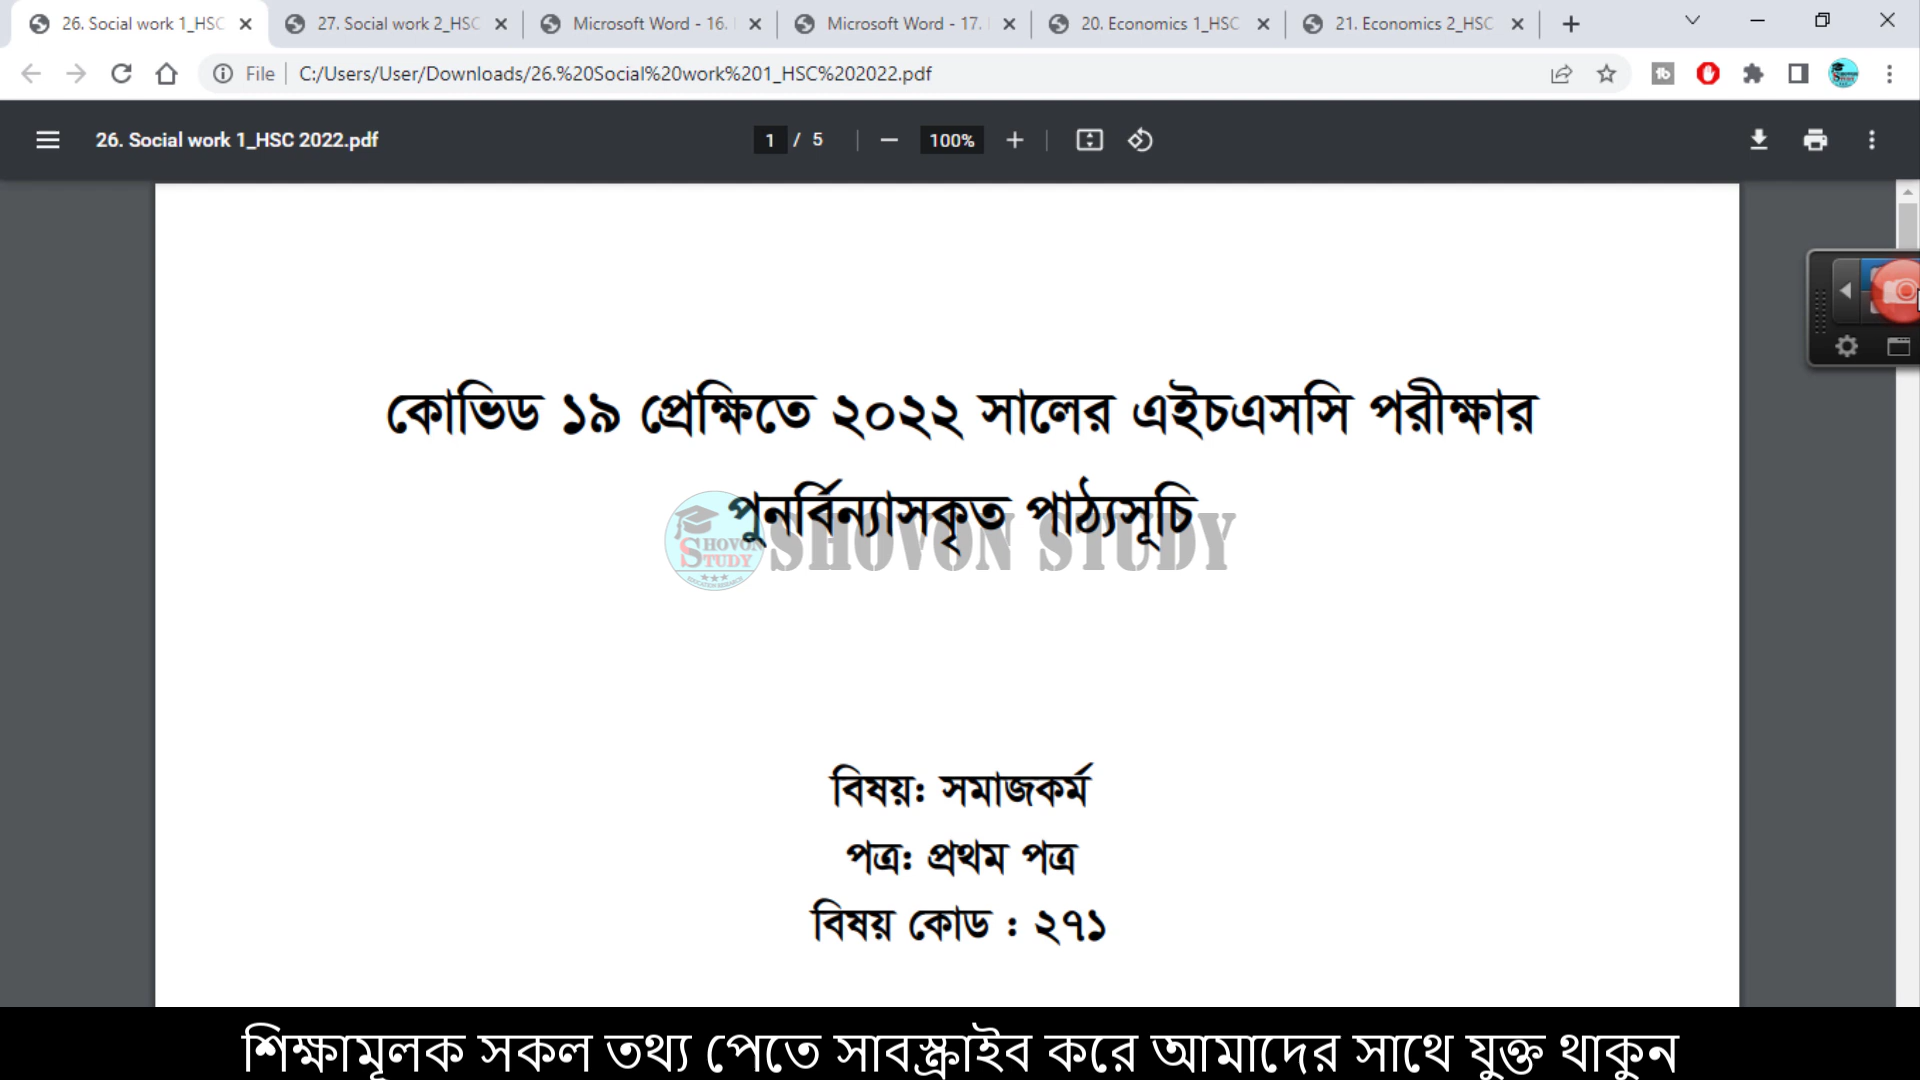 26. Social work 1_HSC
27. Social work 2_HSC
Microsoft Word - 16.
Microsoft Word - 17.
20. Economics 1_HSC
21. Economics 2_HSC
File
C:/Users/User/Downloads/26.%20Social%20work%201_HSC%202022.pdf
26. Social work 1_HSC 2022.pdf
1 / 5
100%
কোভিড ১৯ প্রেক্ষিতে ২০২২ সালের এইচএসসি পরীক্ষার
পুনর্বিন্যাসকৃত পাঠ্যসূচি
SHOVON STUDY
SHOVON STUDY
বিষয়: সমাজকর্ম
পত্র: প্রথম পত্র
বিষয় কোড : ২৭১
শিক্ষামূলক সকল তথ্য পেতে সাবস্ক্রাইব করে আমাদের সাথে যুক্ত থাকুন